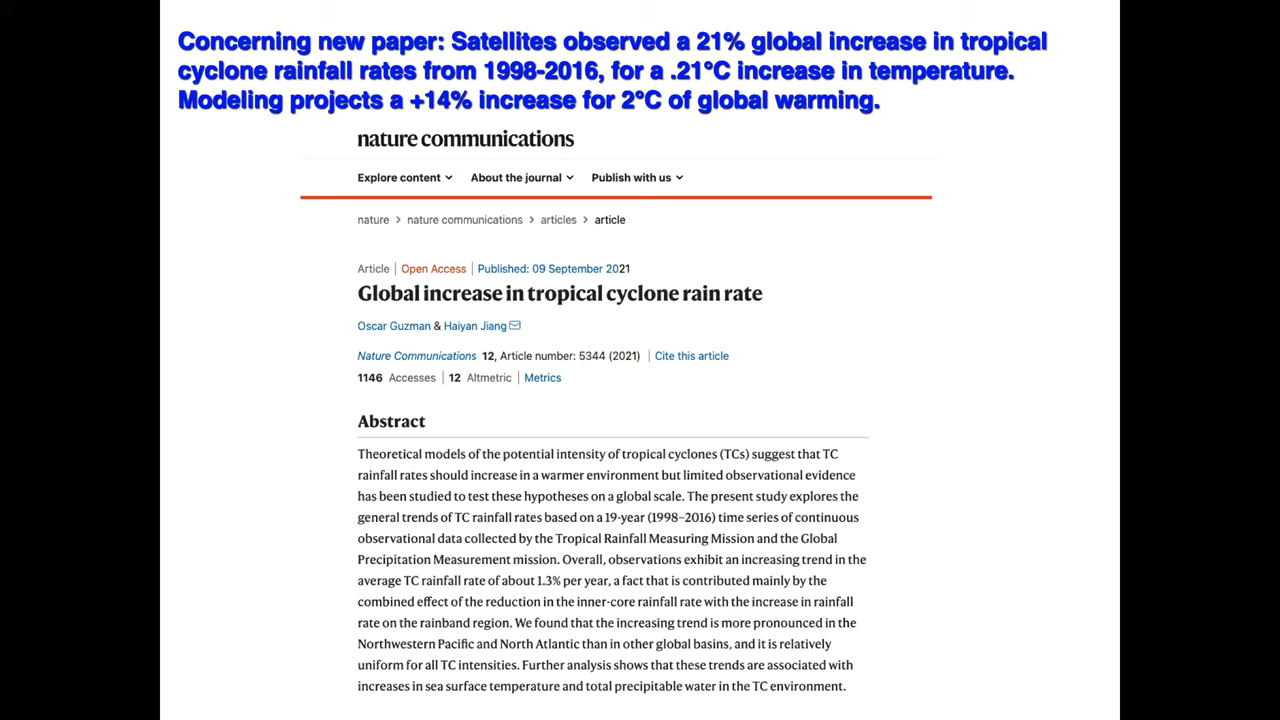 Concerning new paper: Satellites observed a 21% global increase in tropical
cyclone rainfall rates from 1998-2016, for a .21°C increase in temperature.
Modeling projects a +14% increase for 2°C of global warming.
nature communications
Explore content About the journal Publish with us
nature > nature communications > articles > article
Article | Open Access | Published: 09 September 2021
Global increase in tropical cyclone rain rate
Oscar Guzman & Haiyan Jiang
Nature Communications 12, Article number: 5344 (2021) | Cite this article
1146 Accesses | 12 Altmetric | Metrics
Abstract
Theoretical models of the potential intensity of tropical cyclones (TCs) suggest that TC
rainfall rates should increase in a warmer environment but limited observational evidence
has been studied to test these hypotheses on a global scale. The present study explores the
general trends of TC rainfall rates based on a 19-year (1998–2016) time series of continuous
observational data collected by the Tropical Rainfall Measuring Mission and the Global
Precipitation Measurement mission. Overall, observations exhibit an increasing trend in the
average TC rainfall rate of about 1.3% per year, a fact that is contributed mainly by the
combined effect of the reduction in the inner-core rainfall rate with the increase in rainfall
rate on the rainband region. We found that the increasing trend is more pronounced in the
Northwestern Pacific and North Atlantic than in other global basins, and it is relatively
uniform for all TC intensities. Further analysis shows that these trends are associated with
increases in sea surface temperature and total precipitable water in the TC environment.